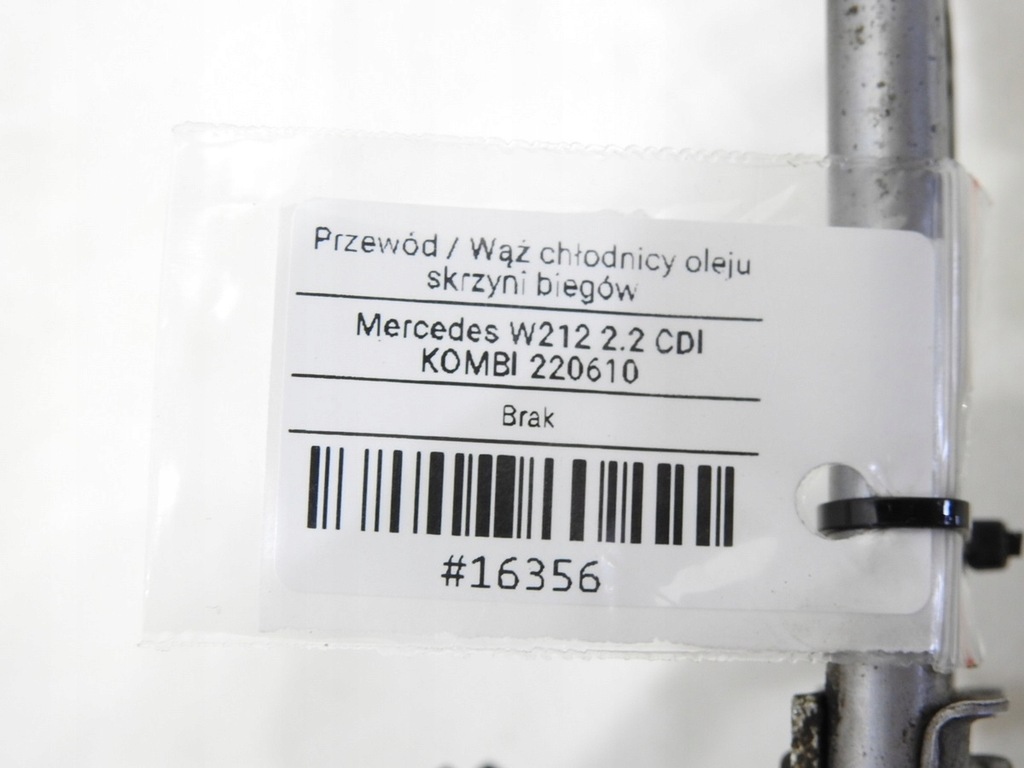 Przewód / Wąż chłodnicy oleju
skrzyni biegów
Mercedes W212 2.2 CDI
KOMBI 220610
Brak
#16356